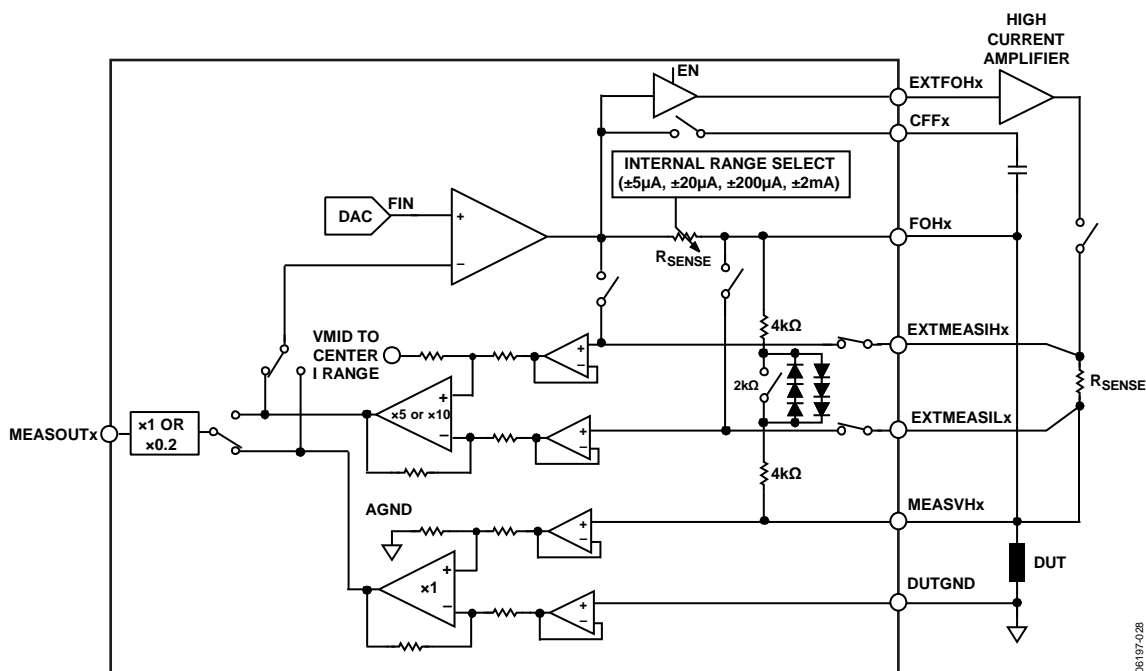 HIGH
CURRENT
AMPLIFIER
EN
EXTFOHx
CFFx
INTERNAL RANGE SELECT
(±5µA, ±20µA, ±200µA, ±2mA)
DAC
FIN
+
–
RSENSE
FOHx
4kΩ
VMID TO
CENTER
I RANGE
+
–
EXTMEASIHx
2kΩ
RSENSE
+
×5 or ×10
–
MEASOUTx
×1 OR
×0.2
+
–
EXTMEASILx
4kΩ
AGND
+
–
MEASVHx
+
×1
–
DUT
+
–
DUTGND
06197-028